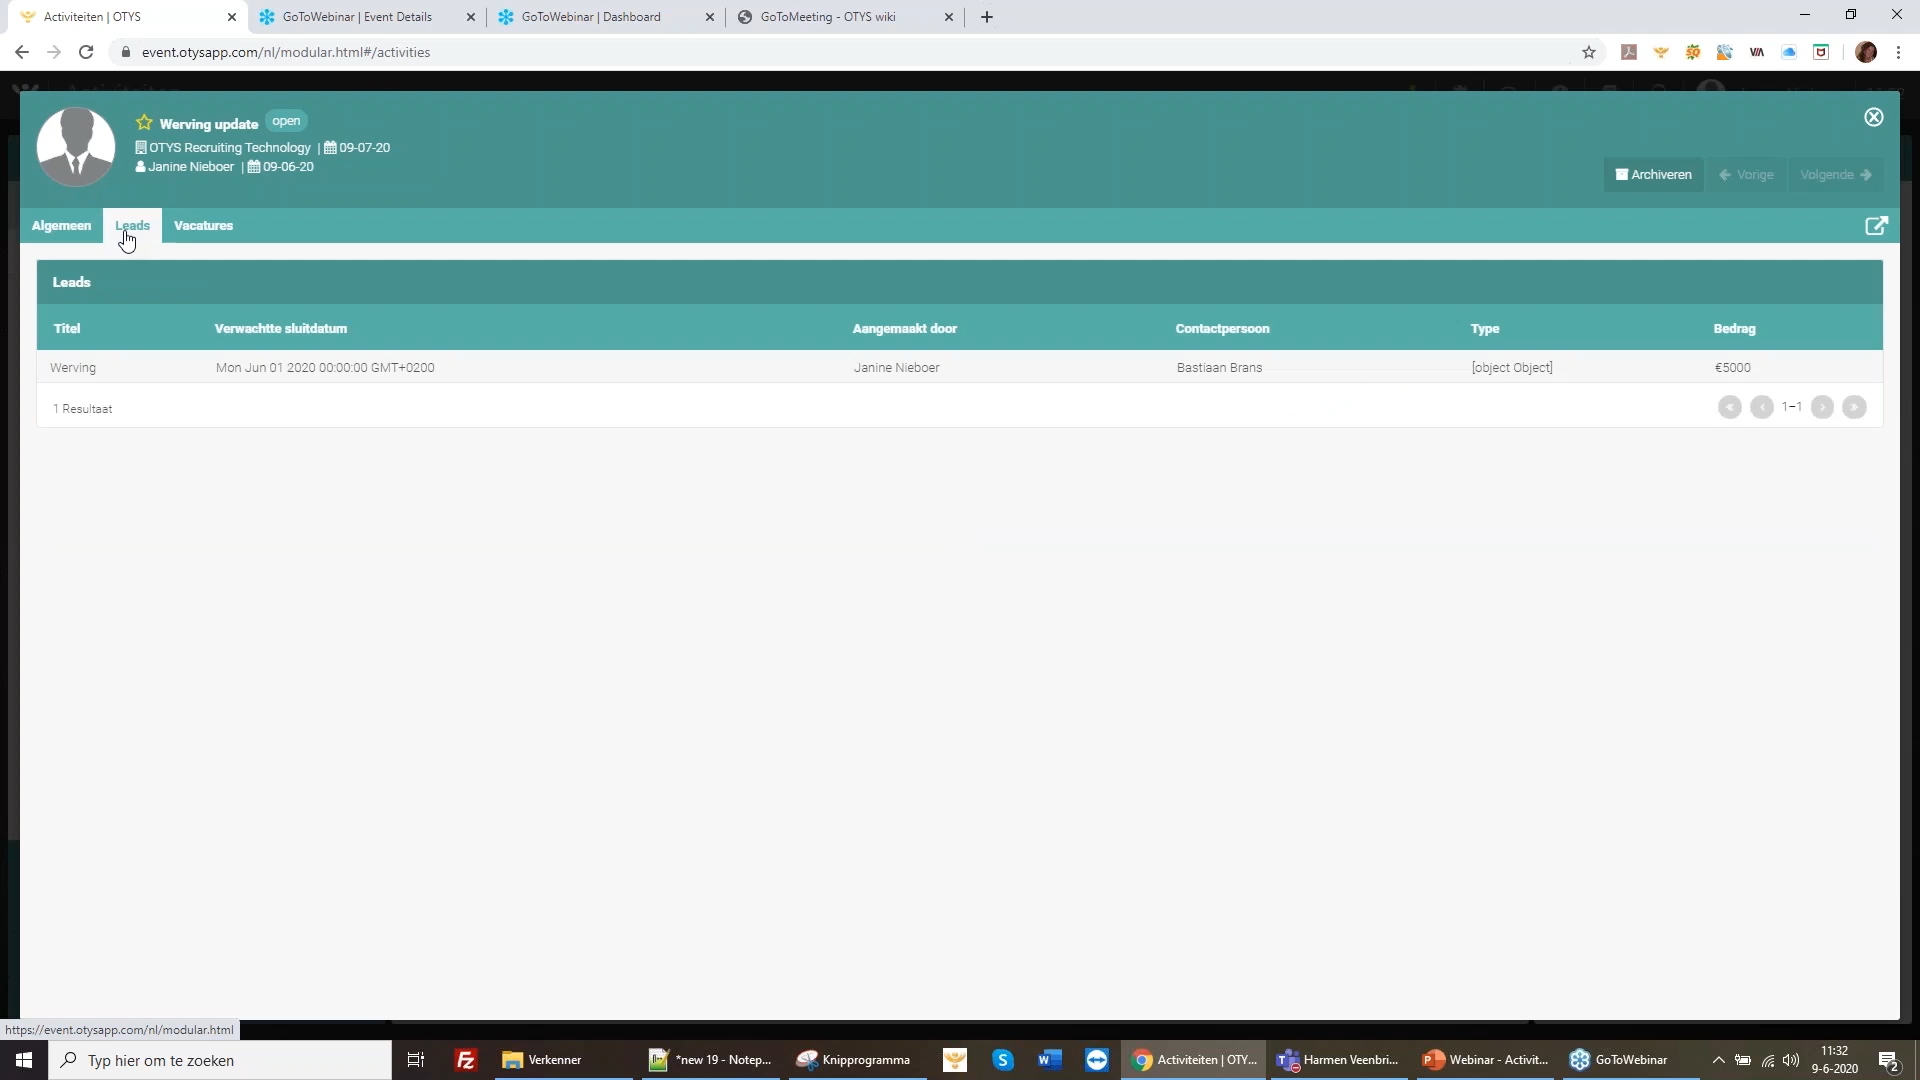 Activiteiten | OTYS
GoToWebinar | Event Details
GoToWebinar | Dashboard
GoToMeeting - OTYS wiki
event.otysapp.com/nl/modular.html#/activities
Werving update open
OTYS Recruiting Technology | 09-07-20
Janine Nieboer | 09-06-20
Archiveren
Vorige
Volgende
Algemeen
Leads
Vacatures
Leads
Titel Verwachtte sluitdatum Aangemaakt door Contactpersoon Type Bedrag
Werving Mon Jun 01 2020 00:00:00 GMT+0200 Janine Nieboer Bastiaan Brans [object Object] €5000
1 Resultaat
1–1
https://event.otysapp.com/nl/modular.html
Typ hier om te zoeken
Verkenner
*new 19 - Notep...
Knipprogramma
Activiteiten | OTY...
Harmen Veenbri...
Webinar - Activit...
GoToWebinar
11:32
9-6-2020
2